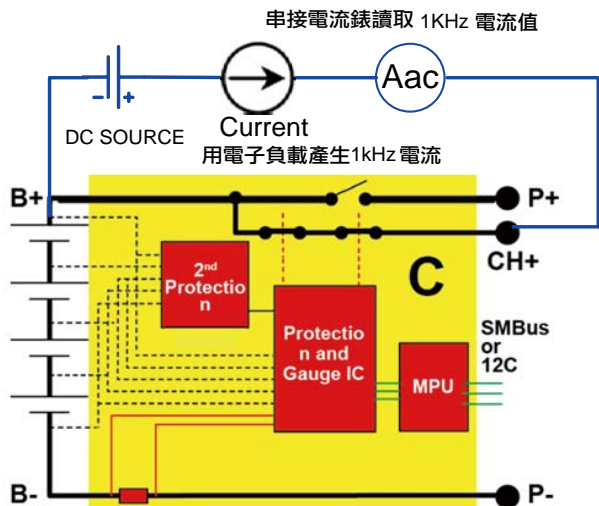 串接電流錶讀取 1KHz 電流值
Aac
DC SOURCE
Current
用電子負載產生1kHz 電流
B+
P+
CH+
C
2nd
Protectio
n
Protectio
n and
Gauge IC
MPU
SMBus
or
12C
B-
P-